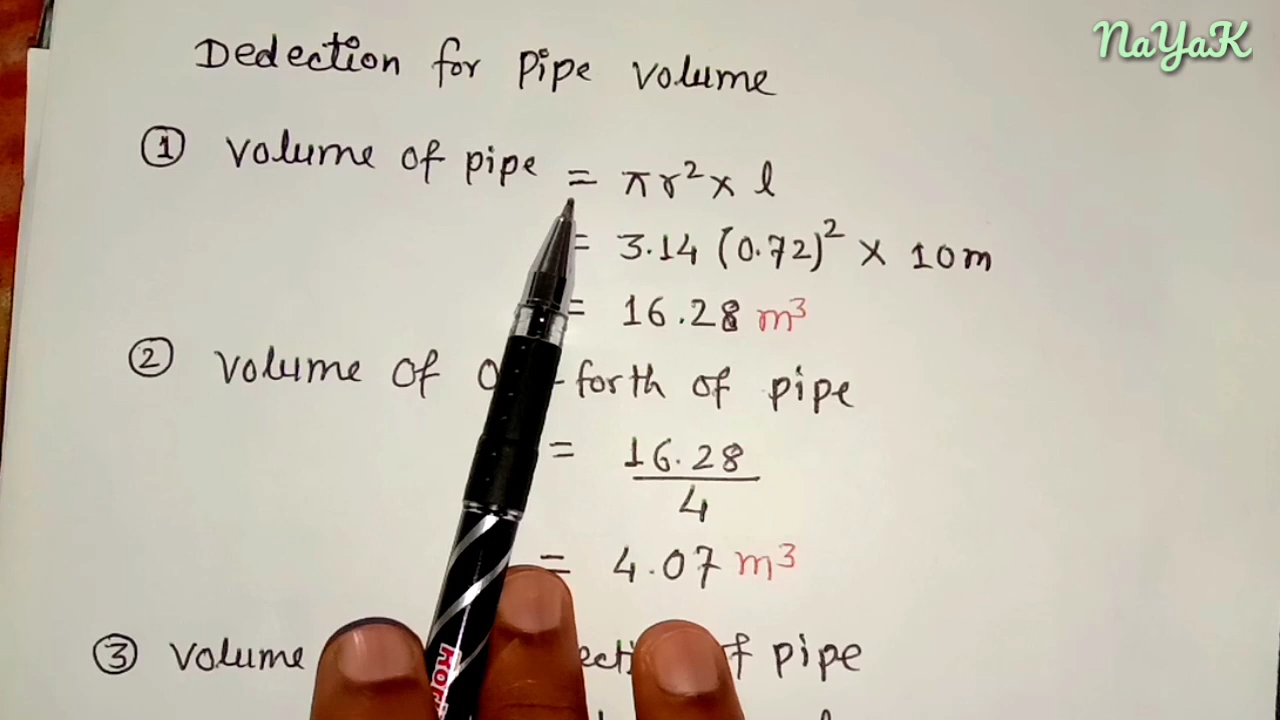 NaYaK
Dedection for Pipe volume
① volume of pipe = πr² x l
= 3.14 (0.72)² x 10m
= 16.28 m³
② volume of forth of pipe
= 16.28
4
= 4.07 m³
③ volume of pipe